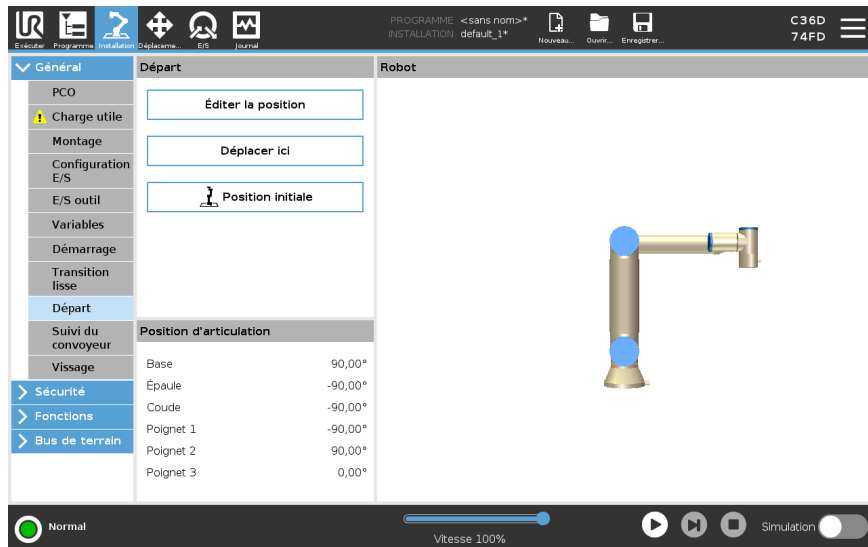 UR
PROGRAMME <sans nom>*
INSTALLATION default_1*
C36D
74FD
Exécuter Programme Installation Déplaceme... E/S Journal
Nouveau... Ouvrir... Enregistrer...
Général
PCO
Charge utile
Montage
Configuration
E/S
E/S outil
Variables
Démarrage
Transition
lisse
Départ
Suivi du
convoyeur
Vissage
Sécurité
Fonctions
Bus de terrain
Départ
Éditer la position
Déplacer ici
Position initiale
Position d'articulation
Base 90,00°
Épaule -90,00°
Coude -90,00°
Poignet 1 -90,00°
Poignet 2 90,00°
Poignet 3 0,00°
Robot
Normal
Vitesse 100%
Simulation